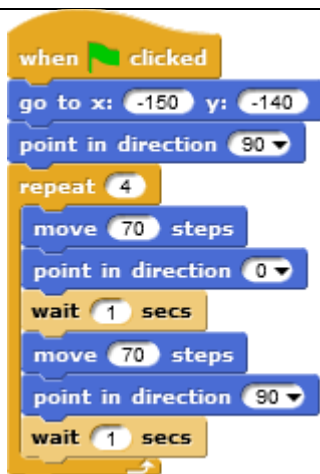 when clicked
go to x: -150 y: -140
point in direction 90
repeat 4
move 70 steps
point in direction 0
wait 1 secs
move 70 steps
point in direction 90
wait 1 secs